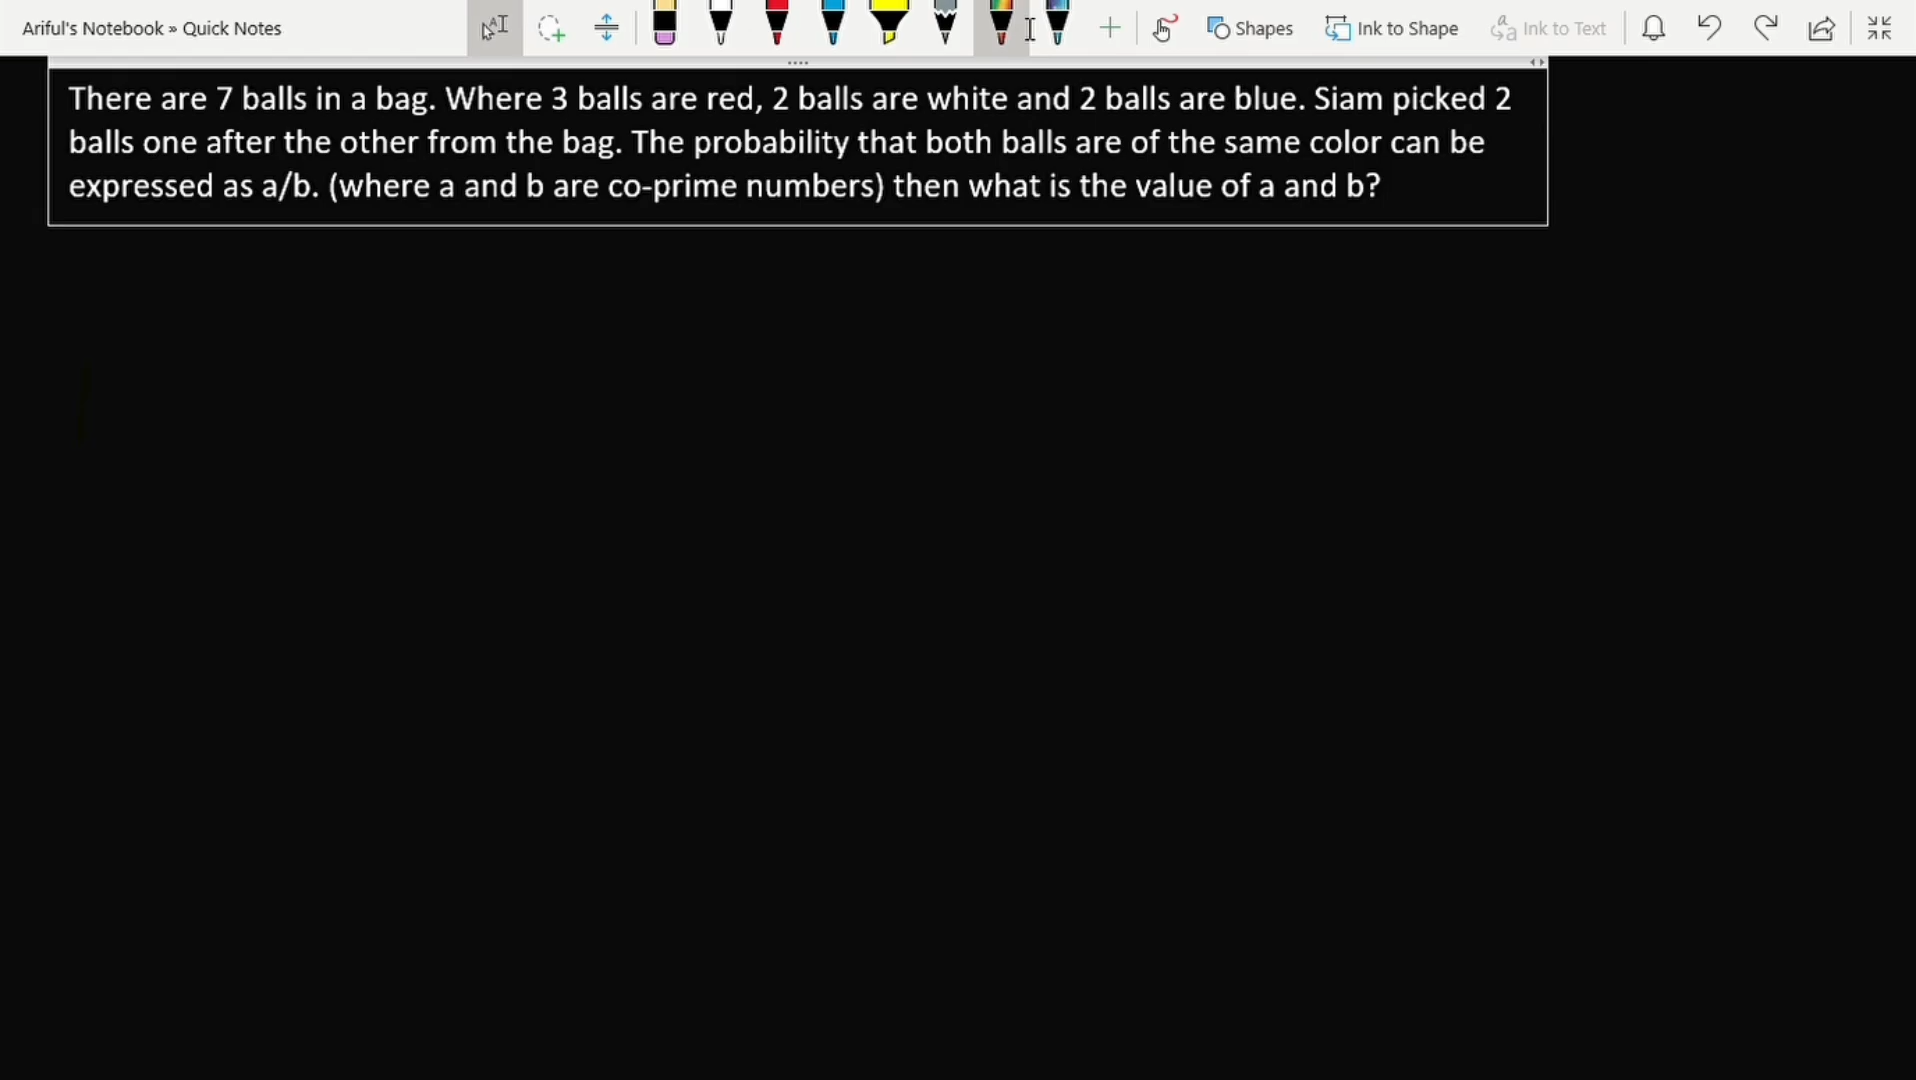 Ariful's Notebook » Quick Notes
Shapes
Ink to Shape
Ink to Text
There are 7 balls in a bag. Where 3 balls are red, 2 balls are white and 2 balls are blue. Siam picked 2
balls one after the other from the bag. The probability that both balls are of the same color can be
expressed as a/b. (where a and b are co-prime numbers) then what is the value of a and b?